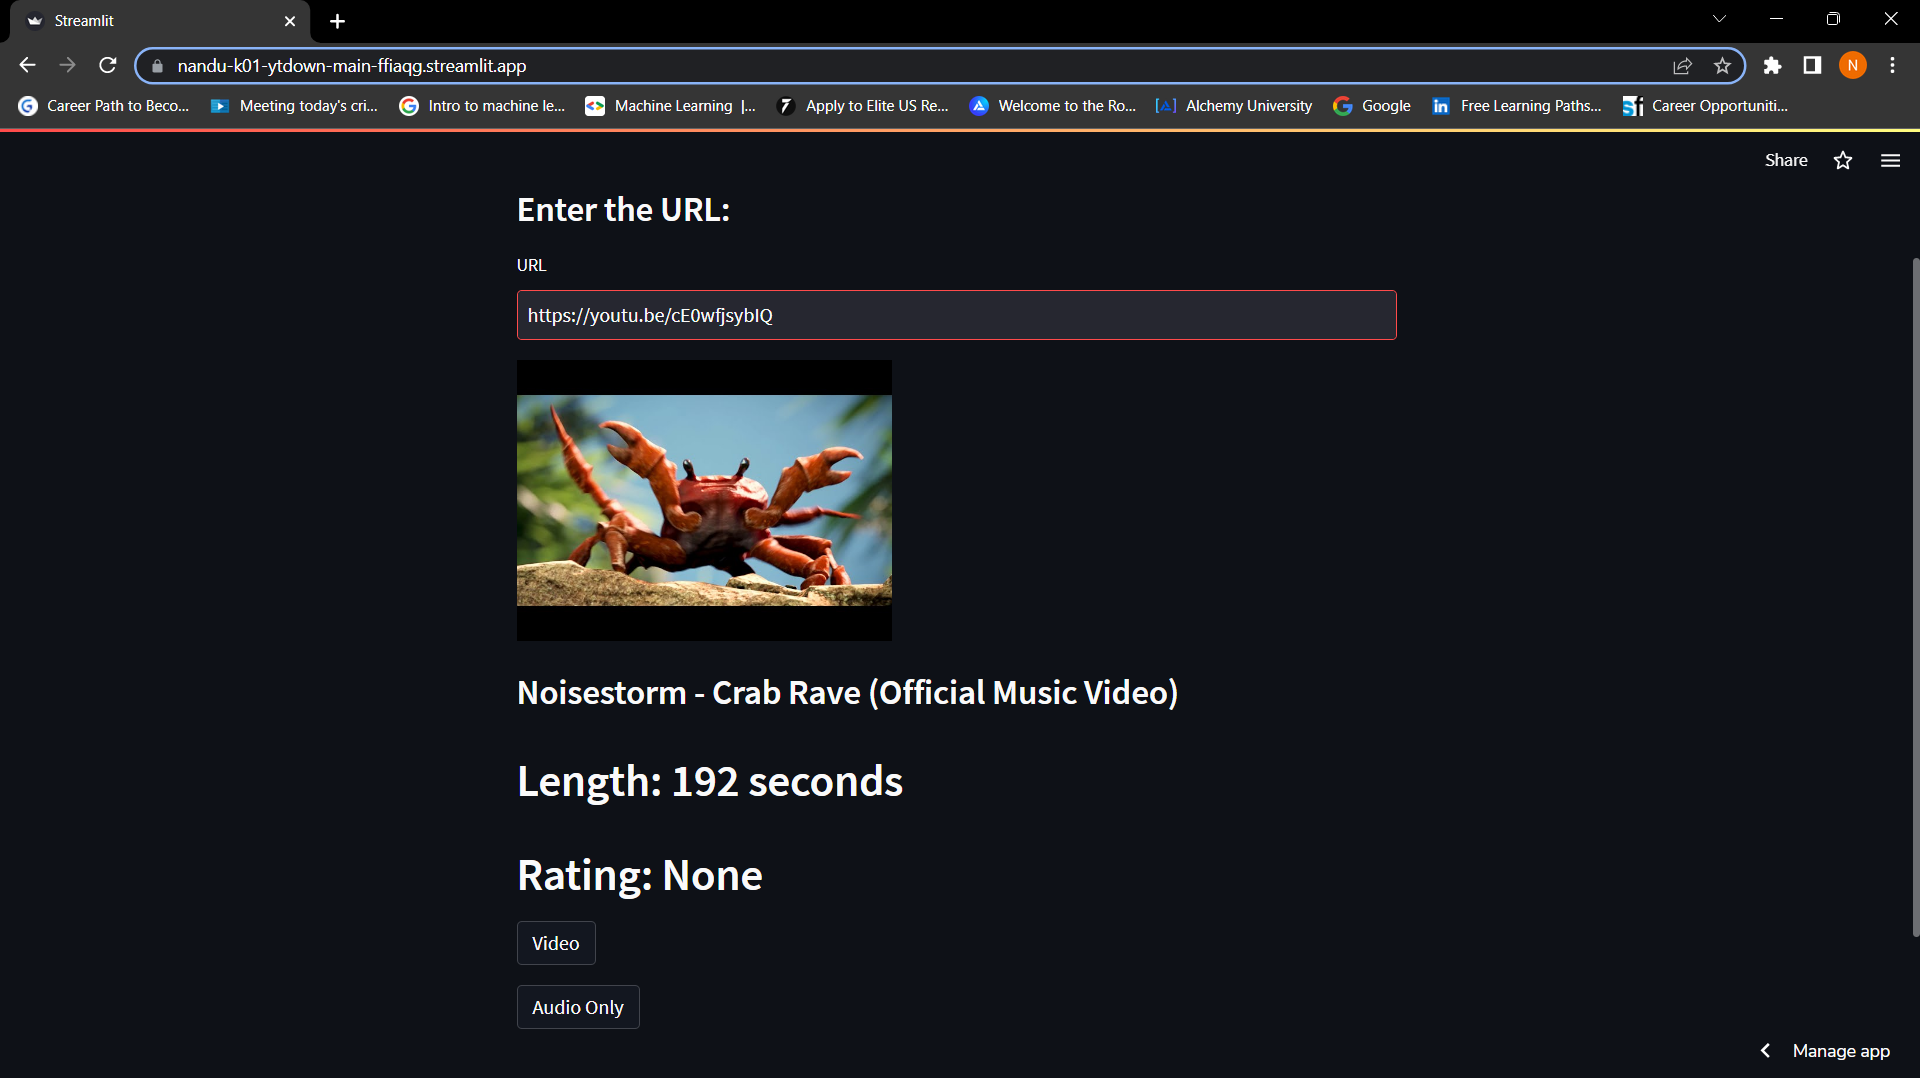 Streamlit
nandu-k01-ytdown-main-ffiaqg.streamlit.app
N
Career Path to Beco...
Meeting today's cri...
Intro to machine le...
Machine Learning |...
Apply to Elite US Re...
Welcome to the Ro...
Alchemy University
Google
Free Learning Paths...
Career Opportuniti...
Share
Enter the URL:
URL
https://youtu.be/cE0wfjsybIQ
Noisestorm - Crab Rave (Official Music Video)
Length: 192 seconds
Rating: None
Video
Audio Only
Manage app